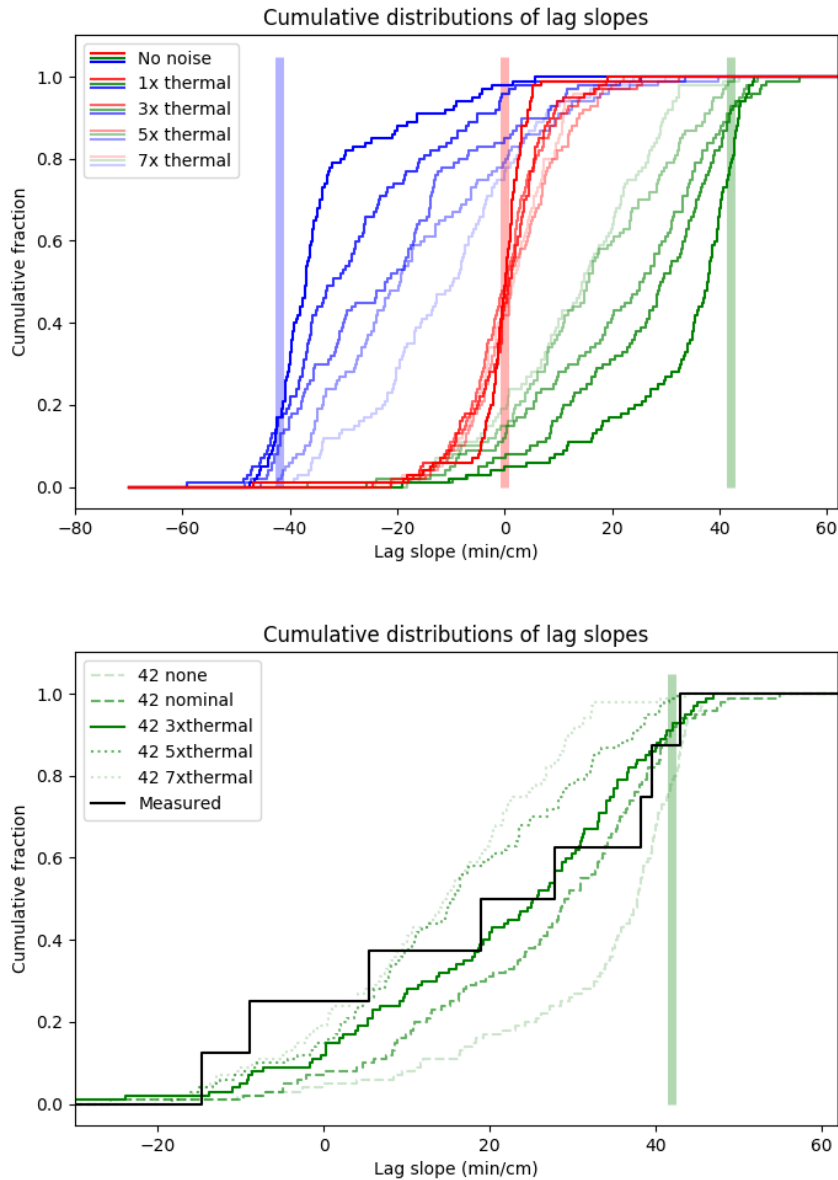 Cumulative distributions of lag slopes
No noise
1x thermal
3x thermal
5x thermal
7x thermal
1.0
0.8
0.6
0.4
0.2
0.0
Cumulative fraction
−80 −60 −40 −20 0 20 40 60
Lag slope (min/cm)
Cumulative distributions of lag slopes
42 none
42 nominal
42 3xthermal
42 5xthermal
42 7xthermal
Measured
1.0
0.8
0.6
0.4
0.2
0.0
Cumulative fraction
−20 0 20 40 60
Lag slope (min/cm)